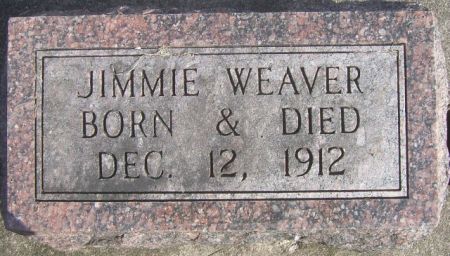 JIMMIE WEAVER
BORN & DIED
DEC. 12, 1912